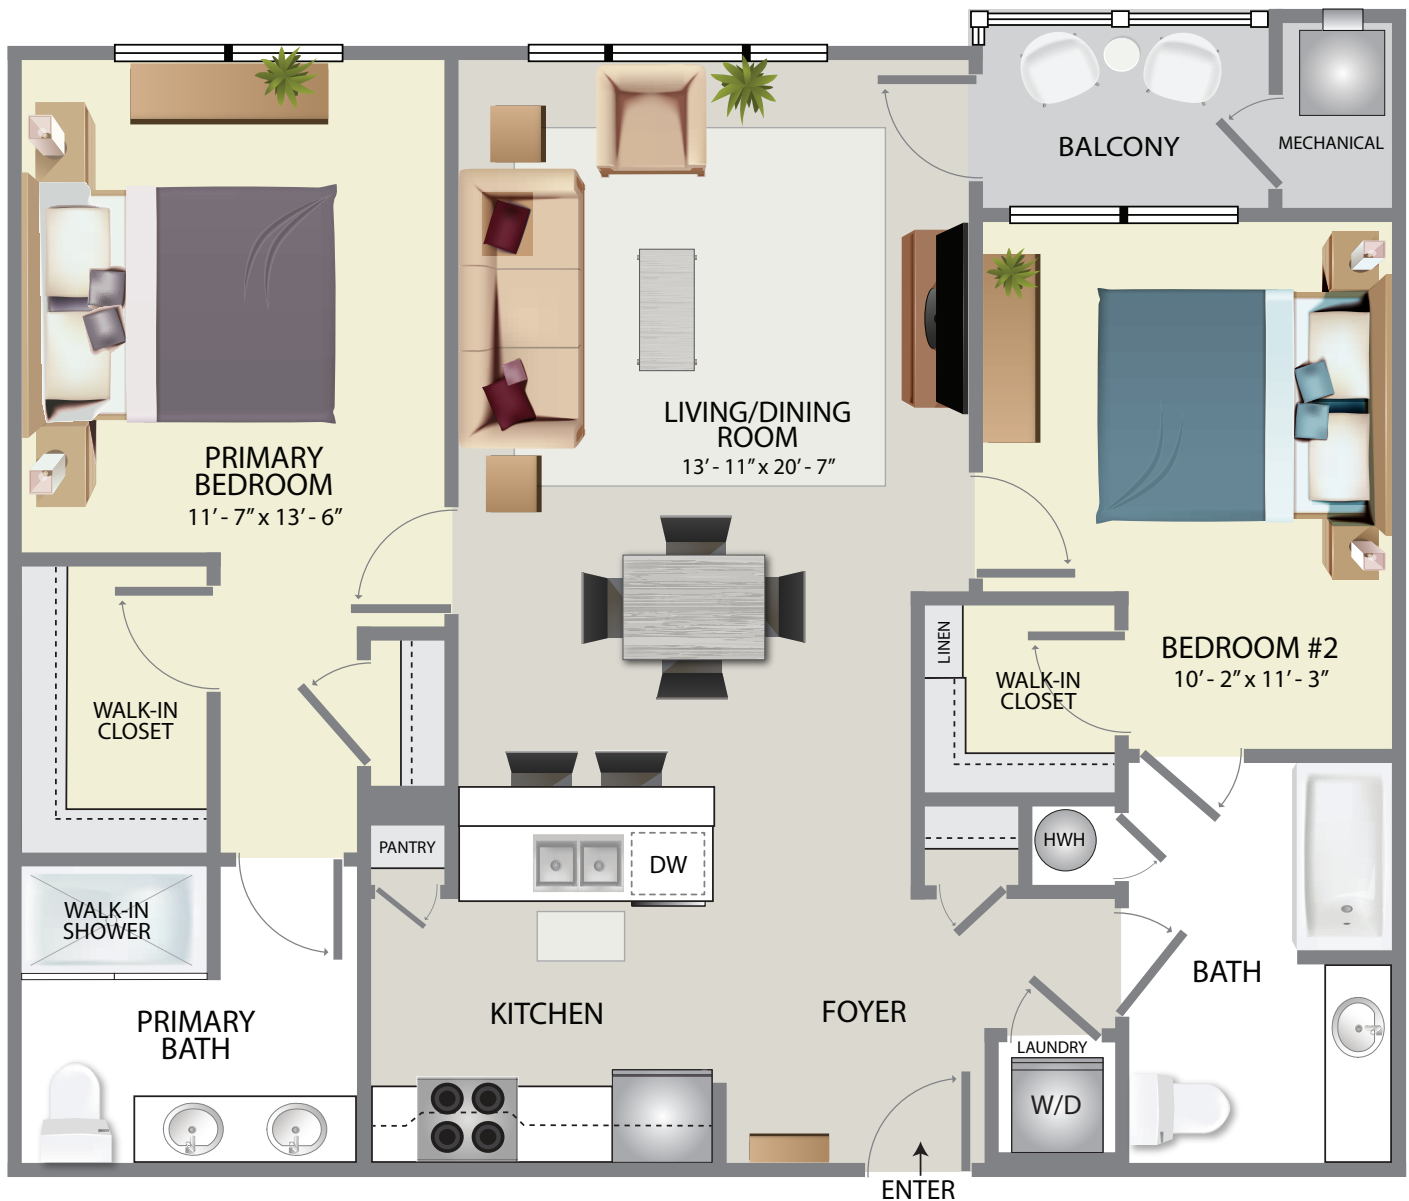 BALCONY
MECHANICAL
LIVING/DINING
ROOM
13' - 11" x 20' - 7"
PRIMARY
BEDROOM
11' - 7" x 13' - 6"
LINEN
WALK-IN
CLOSET
BEDROOM #2
10' - 2" x 11' - 3"
WALK-IN
CLOSET
PANTRY
DW
HWH
WALK-IN
SHOWER
BATH
PRIMARY
BATH
KITCHEN
FOYER
LAUNDRY
W/D
ENTER